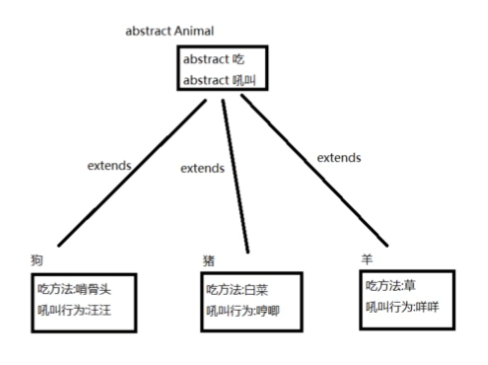 abstract Animal
abstract 吃
abstract 吼叫
extends
extends
extends
狗
吃方法:啃骨头
吼叫行为:汪汪
猪
吃方法:白菜
吼叫行为:哼唧
羊
吃方法:草
吼叫行为:咩咩